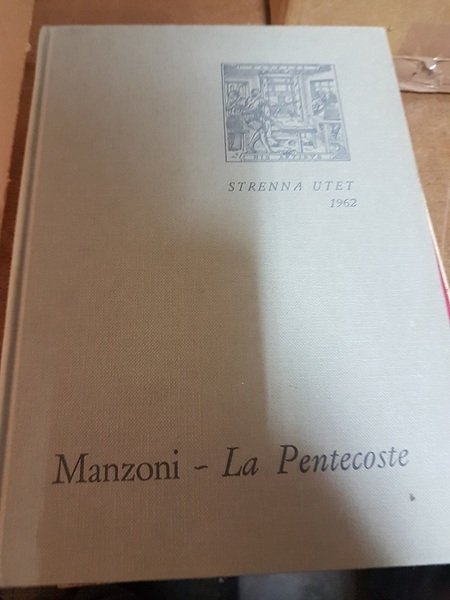 STRENNA UTET
1962
Manzoni ~ La Pentecoste